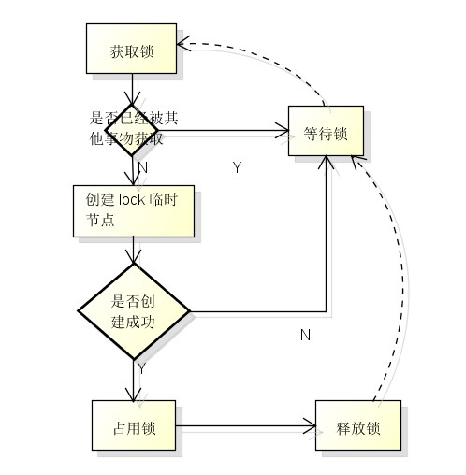 获取锁
是否已经被其
他事物获取
等待锁
N
Y
创建 lock 临时
节点
是否创
建成功
N
Y
占用锁
释放锁